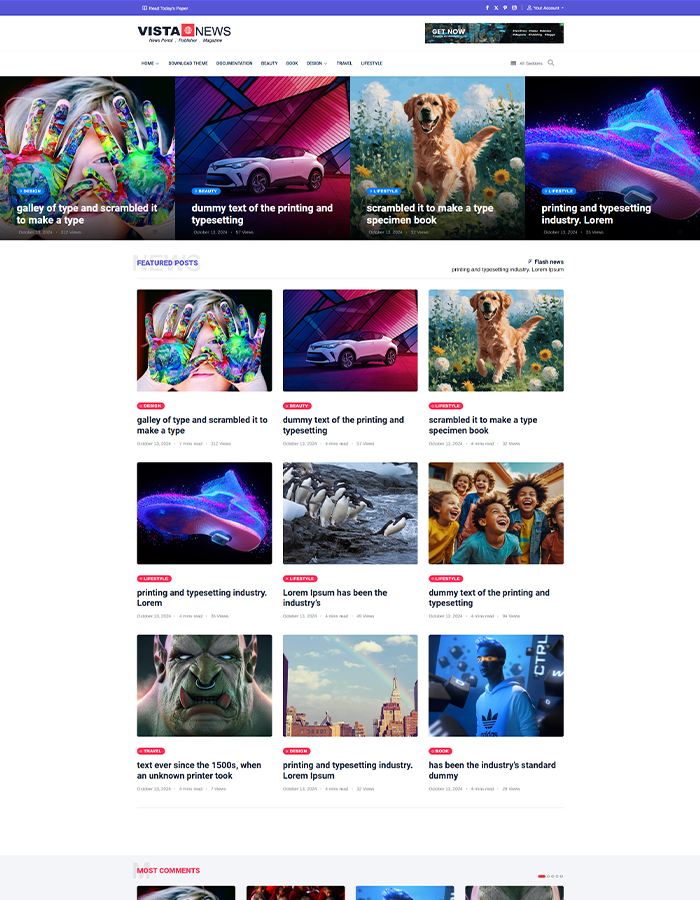 Read Today's Paper
Your Account
VISTA NEWS
News Portal . Publisher . Magazine
GET NOW
HOME
DOWNLOAD THEME
DOCUMENTATION
BEAUTY
BOOK
DESIGN
TRAVEL
LIFESTYLE
All Gadgets
DESIGN
galley of type and scrambled it
to make a type
October 13, 2024 • 312 Views
BEAUTY
dummy text of the printing and
typesetting
October 13, 2024 • 57 Views
LIFESTYLE
scrambled it to make a type
specimen book
October 13, 2024 • 32 Views
LIFESTYLE
printing and typesetting
industry. Lorem
October 13, 2024 • 35 Views
NEWS
FEATURED POSTS
Flash news
printing and typesetting industry. Lorem Ipsum
DESIGN
galley of type and scrambled it to
make a type
October 13, 2024 • 7 mins read • 312 Views
BEAUTY
dummy text of the printing and
typesetting
October 13, 2024 • 4 mins read • 57 Views
LIFESTYLE
scrambled it to make a type
specimen book
October 13, 2024 • 4 mins read • 32 Views
LIFESTYLE
printing and typesetting industry.
Lorem
October 13, 2024 • 4 mins read • 35 Views
LIFESTYLE
Lorem Ipsum has been the
industry's
October 13, 2024 • 4 mins read • 49 Views
LIFESTYLE
dummy text of the printing and
typesetting
October 13, 2024 • 4 mins read • 94 Views
TRAVEL
text ever since the 1500s, when
an unknown printer took
October 13, 2024 • 4 mins read • 7 Views
DESIGN
printing and typesetting industry.
Lorem Ipsum
October 13, 2024 • 4 mins read • 32 Views
CTRL
adidas
BOOK
has been the industry's standard
dummy
October 13, 2024 • 4 mins read • 29 Views
M
MOST COMMENTS